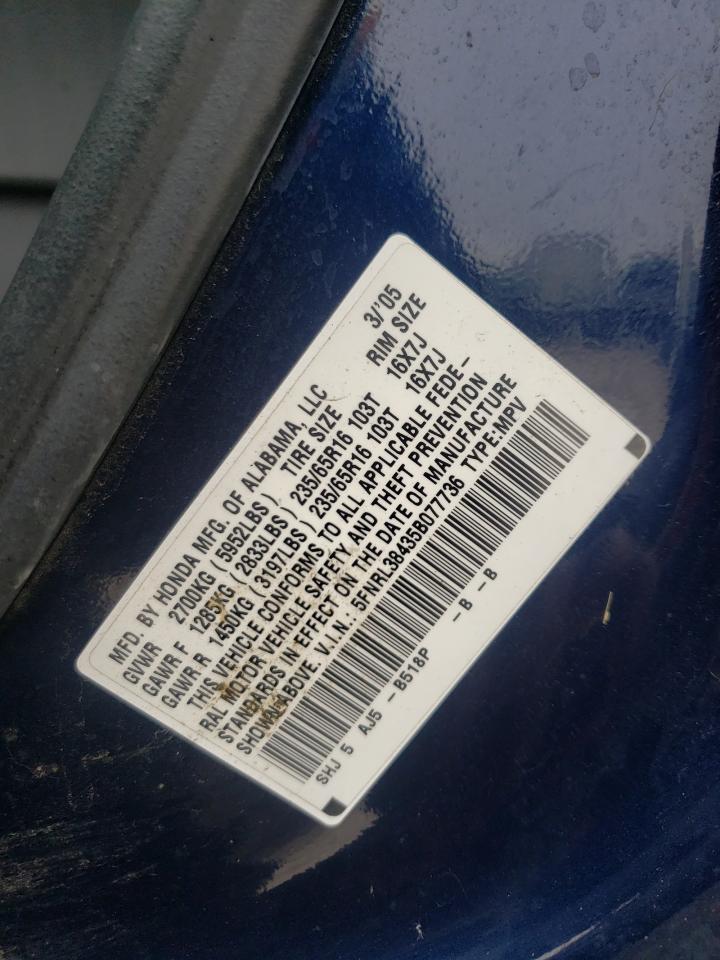 MFD. BY HONDA MFG. OF ALABAMA, LLC 3/'05
GVWR 2700KG (5952LBS) TIRE SIZE RIM SIZE
GAWR F 1285KG (2833LBS) 235/65R16 103T 16X7J
GAWR R 1450KG (3197LBS) 235/65R16 103T 16X7J
THIS VEHICLE CONFORMS TO ALL APPLICABLE FEDE-
RAL MOTOR VEHICLE SAFETY AND THEFT PREVENTION
STANDARDS IN EFFECT ON THE DATE OF MANUFACTURE
SHOWN ABOVE. V.I.N.: 5FNRL38435B077736 TYPE:MPV
SHJ 5 AJ5 -B518P -B -B